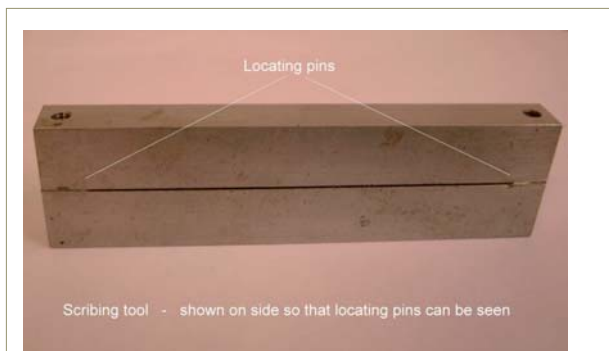 Locating pins
Scribing tool - shown on side so that locating pins can be seen